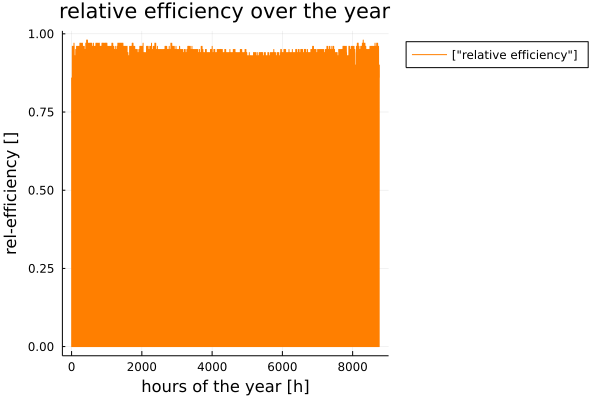 relative efficiency over the year
1.00
0.75
0.50
0.25
0.00
rel-efficiency []
0 2000 4000 6000 8000
hours of the year [h]
["relative efficiency"]